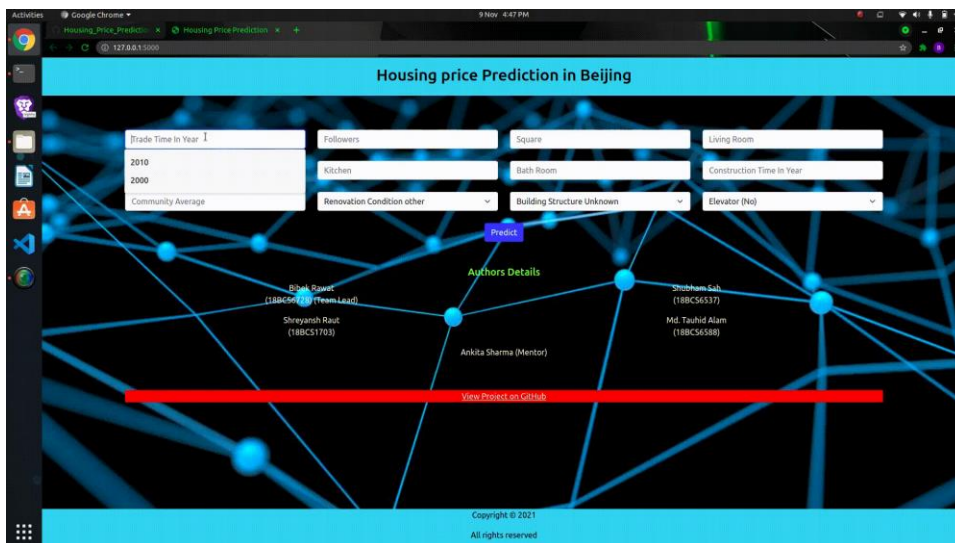 Activities
Google Chrome
9 Nov 4:47 PM
Housing_Price_Predictio
Housing Price Prediction
127.0.0.1:5000
Housing price Prediction in Beijing
Trade Time In Year
Followers
Square
Living Room
2010
2000
Kitchen
Bath Room
Construction Time In Year
Community Average
Renovation Condition other
Building Structure Unknown
Elevator (No)
Predict
Authors Details
Bibek Rawat
(18BCS6728) (Team Lead)
Shubham Sah
(18BCS6537)
Shreyansh Raut
(18BCS1703)
Md. Tauhid Alam
(18BCS6588)
Ankita Sharma (Mentor)
View Project on GitHub
Copyright © 2021
All rights reserved